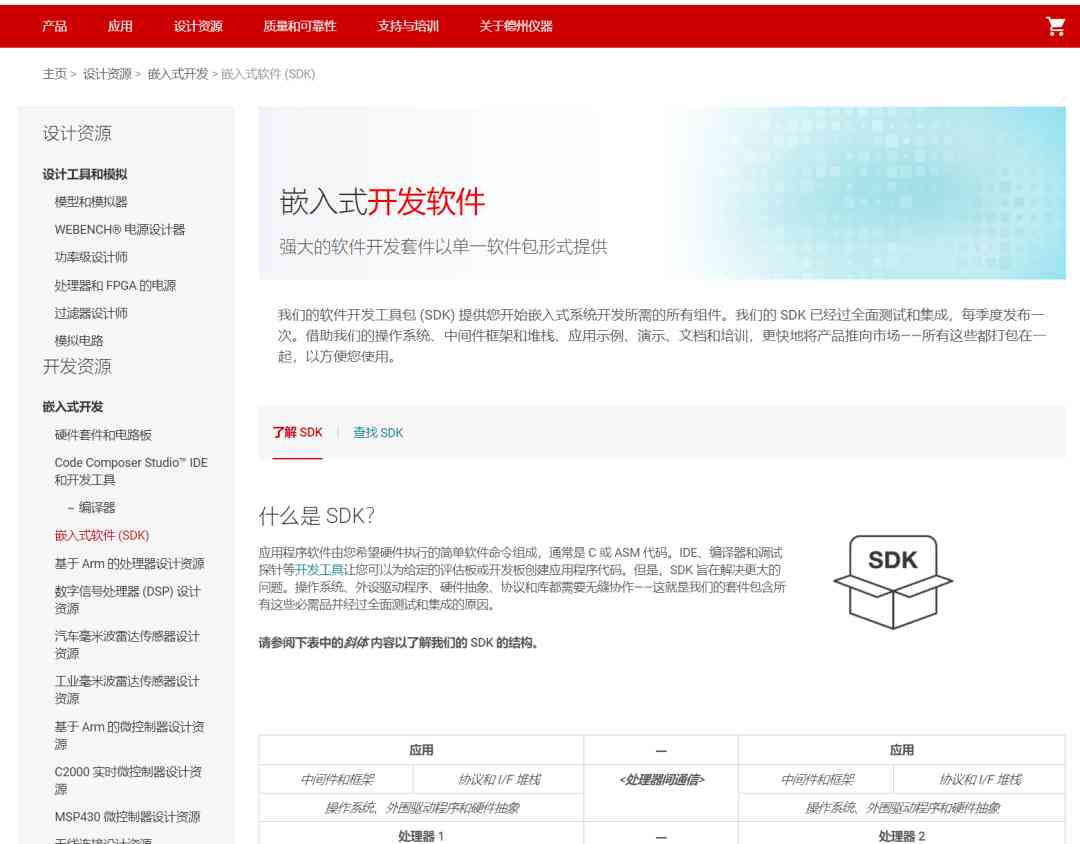 产品 应用 设计资源 质量和可靠性 支持与培训 关于德州仪器
主页 > 设计资源 > 嵌入式开发 > 嵌入式软件 (SDK)
设计资源
设计工具和模拟
模型和模拟器
WEBENCH® 电源设计器
功率级设计师
处理器和 FPGA 的电源
过滤器设计师
模拟电路
开发资源
嵌入式开发
硬件套件和电路板
Code Composer Studio™ IDE
和开发工具
– 编译器
嵌入式软件 (SDK)
基于 Arm 的处理器设计资源
数字信号处理器 (DSP) 设计
资源
汽车毫米波雷达传感器设计
资源
工业毫米波雷达传感器设计
资源
基于 Arm 的微控制器设计资
源
C2000 实时微控制器设计资
源
MSP430 微控制器设计资源
无线连接设计资源
嵌入式开发软件
强大的软件开发套件以单一软件包形式提供
我们的软件开发工具包 (SDK) 提供您开始嵌入式系统开发所需的所有组件。我们的 SDK 已经过全面测试和集成，每季度发布一
次。借助我们的操作系统、中间件框架和堆栈、应用示例、演示、文档和培训，更快地将产品推向市场——所有这些都打包在一
起，以方便您使用。
了解 SDK | 查找 SDK
什么是 SDK？
应用程序软件由您希望硬件执行的简单软件命令组成，通常是 C 或 ASM 代码。IDE、编译器和调试
探针等开发工具让您可以为给定的评估板或开发板创建应用程序代码。但是，SDK 旨在解决更大的
问题。操作系统、外设驱动程序、硬件抽象、协议和库都需要无缝协作——这就是我们的套件包含所
有这些必需品并经过全面测试和集成的原因。
SDK
请参阅下表中的斜体 内容以了解我们的 SDK 的结构。
应用 — 应用
中间件和框架 协议和 I/F 堆栈 <处理器间通信> 中间件和框架 协议和 I/F 堆栈
操作系统、外围驱动程序和硬件抽象 操作系统、外围驱动程序和硬件抽象
处理器 1 — 处理器 2